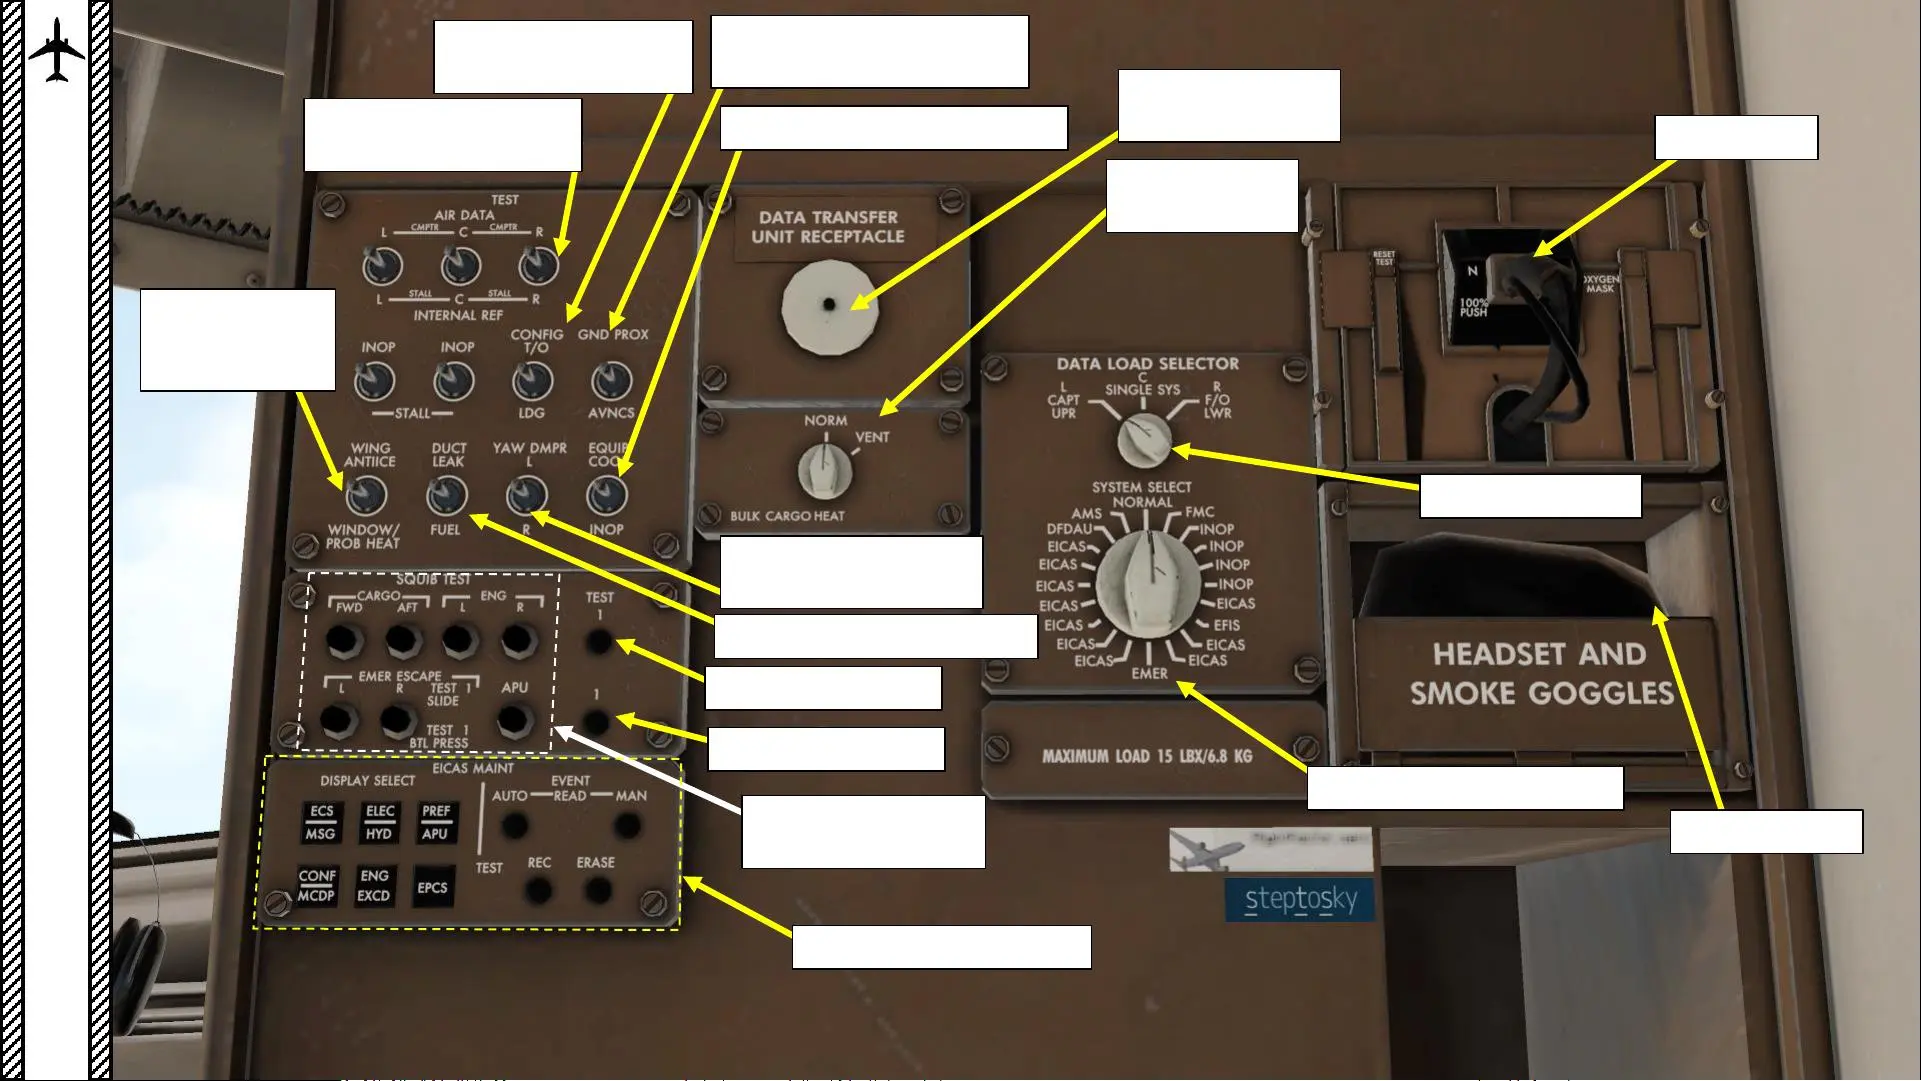 TEST
AIR DATA
L CMPTR C CMPTR R
L STALL C STALL R
INTERNAL REF
INOP INOP CONFIG T/O GND PROX
STALL LDG AVNCS
WING ANTIICE
DUCT LEAK
YAW DMPR L
EQUIP COOL
WINDOW/ PROB HEAT
FUEL
R
INOP
SQUIB TEST
CARGO ENG
FWD AFT L R
TEST
1
EMER ESCAPE
L R TEST 1 SLIDE
APU
1
TEST 1
BTL PRESS
EICAS MAINT
DISPLAY SELECT
EVENT
AUTO READ MAN
ECS MSG
ELEC HYD
PREF APU
TEST
REC ERASE
CONF MCDP
ENG EXCD
EPCS
DATA TRANSFER
UNIT RECEPTACLE
NORM
VENT
BULK CARGO HEAT
DATA LOAD SELECTOR
L CAPT UPR
C SINGLE SYS
R F/O LWR
SYSTEM SELECT
NORMAL
AMS FMC
DFDAU INOP
EICAS INOP
EICAS INOP
EICAS INOP
EICAS EICAS
EICAS EFIS
EICAS EICAS
EICAS EICAS
EMER
MAXIMUM LOAD 15 LBX/6.8 KG
RESET
TEST
N
100%
PUSH
OXYGEN
MASK
HEADSET AND
SMOKE GOGGLES
steptosky